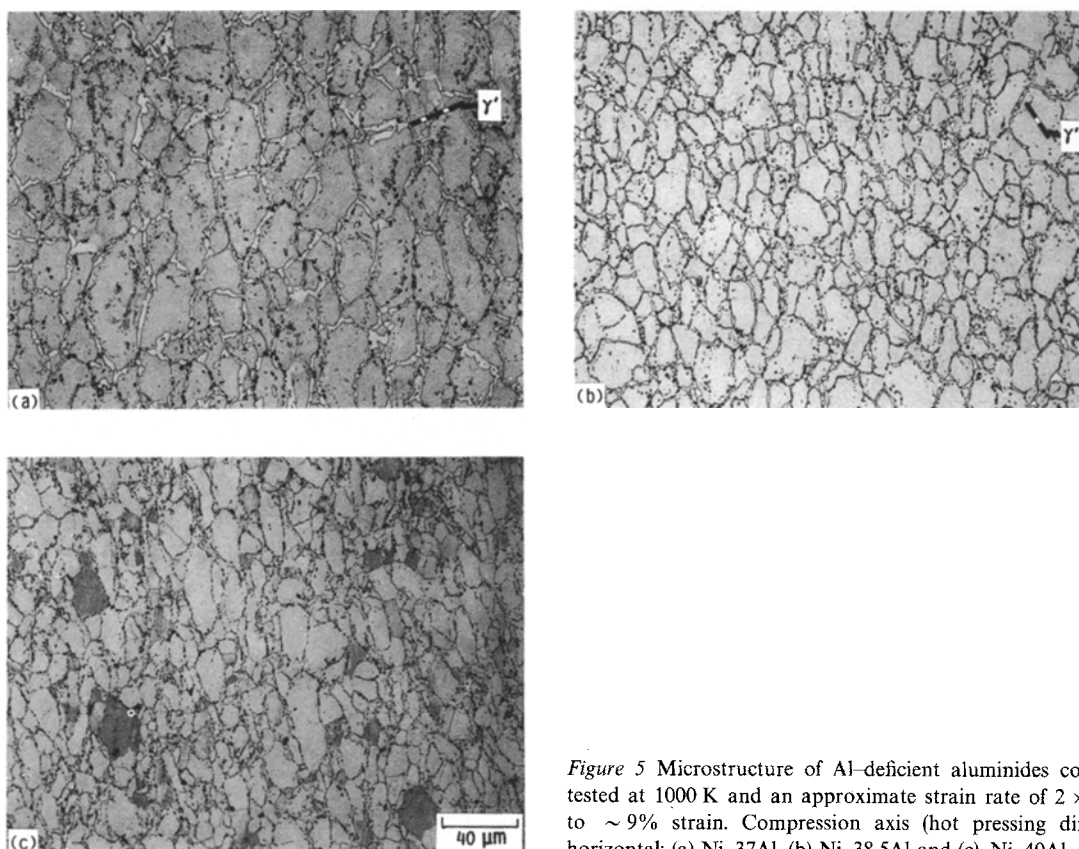 γ'
(a)
γ'
(b)
(c)
40 μm
Figure 5 Microstructure of Al–deficient aluminides co
tested at 1000 K and an approximate strain rate of 2 ×
to ~ 9% strain. Compression axis (hot pressing di
horizontal: (a) Ni–37Al, (b) Ni–38.5Al and (c) Ni–40Al